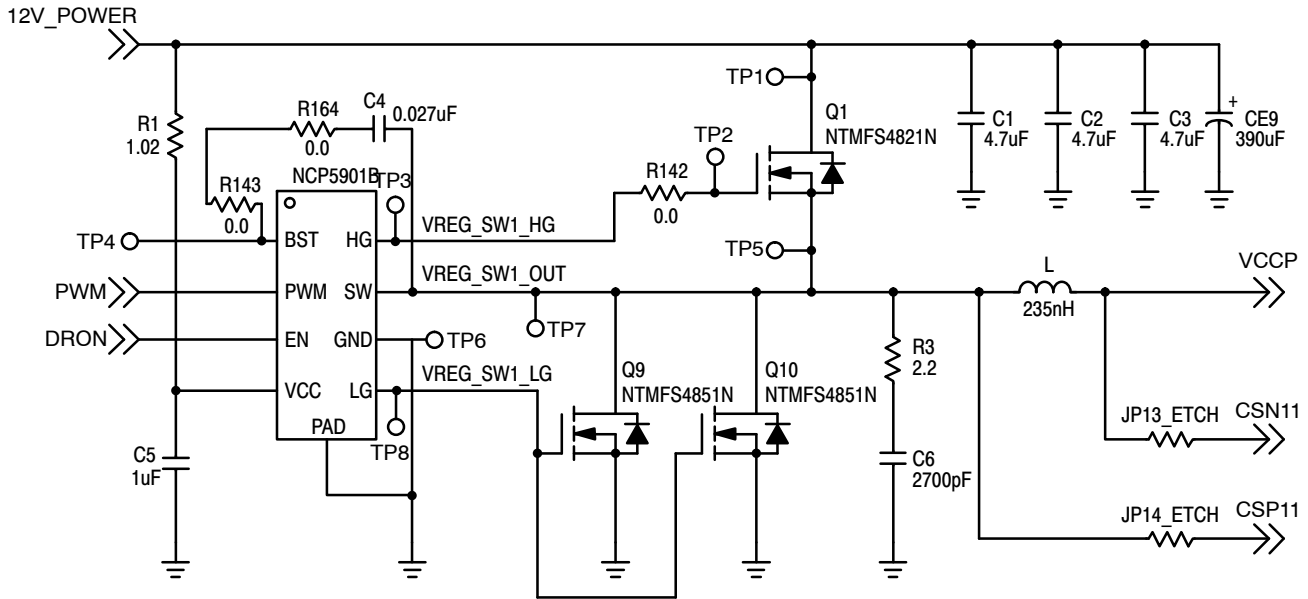 12V_POWER
TP1
R164
C4
0.027uF
0.0
R1
1.02
Q1
NTMFS4821N
C1
4.7uF
C2
4.7uF
C3
4.7uF
+
CE9
390uF
TP2
NCP5901B
TP3
R143
0.0
R142
0.0
TP4
BST
HG
VREG_SW1_HG
TP5
L
VCCP
PWM
PWM
SW
VREG_SW1_OUT
235nH
DRON
EN
GND
TP6
TP7
R3
2.2
VCC
LG
VREG_SW1_LG
Q9
NTMFS4851N
Q10
NTMFS4851N
PAD
TP8
JP13_ETCH
CSN11
C5
1uF
C6
2700pF
JP14_ETCH
CSP11